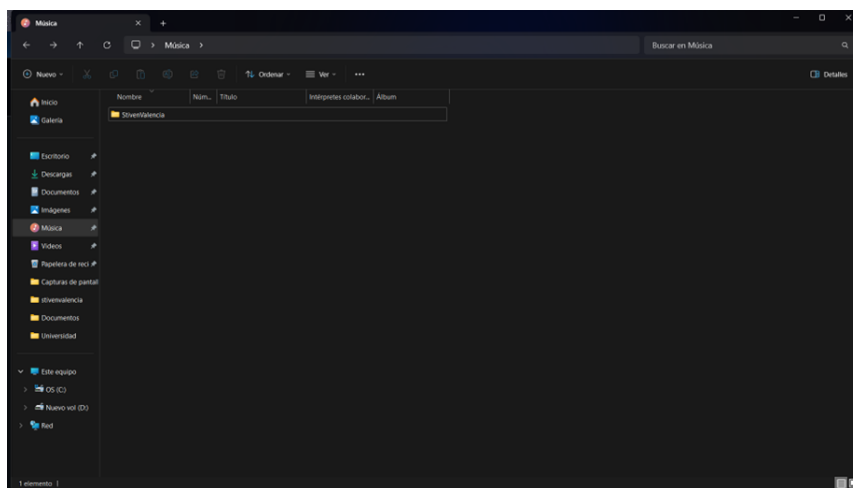 Música
Música
Buscar en Música
Nuevo
Ordenar
Ver
Detalles
Nombre Núm... Título Intérpretes colabor... Álbum
StivenValencia
Inicio
Galería
Escritorio
Descargas
Documentos
Imágenes
Música
Videos
Papelera de reci
Capturas de pantall
stivenvalencia
Documentos
Universidad
Este equipo
OS (C:)
Nuevo vol (D:)
Red
1 elemento